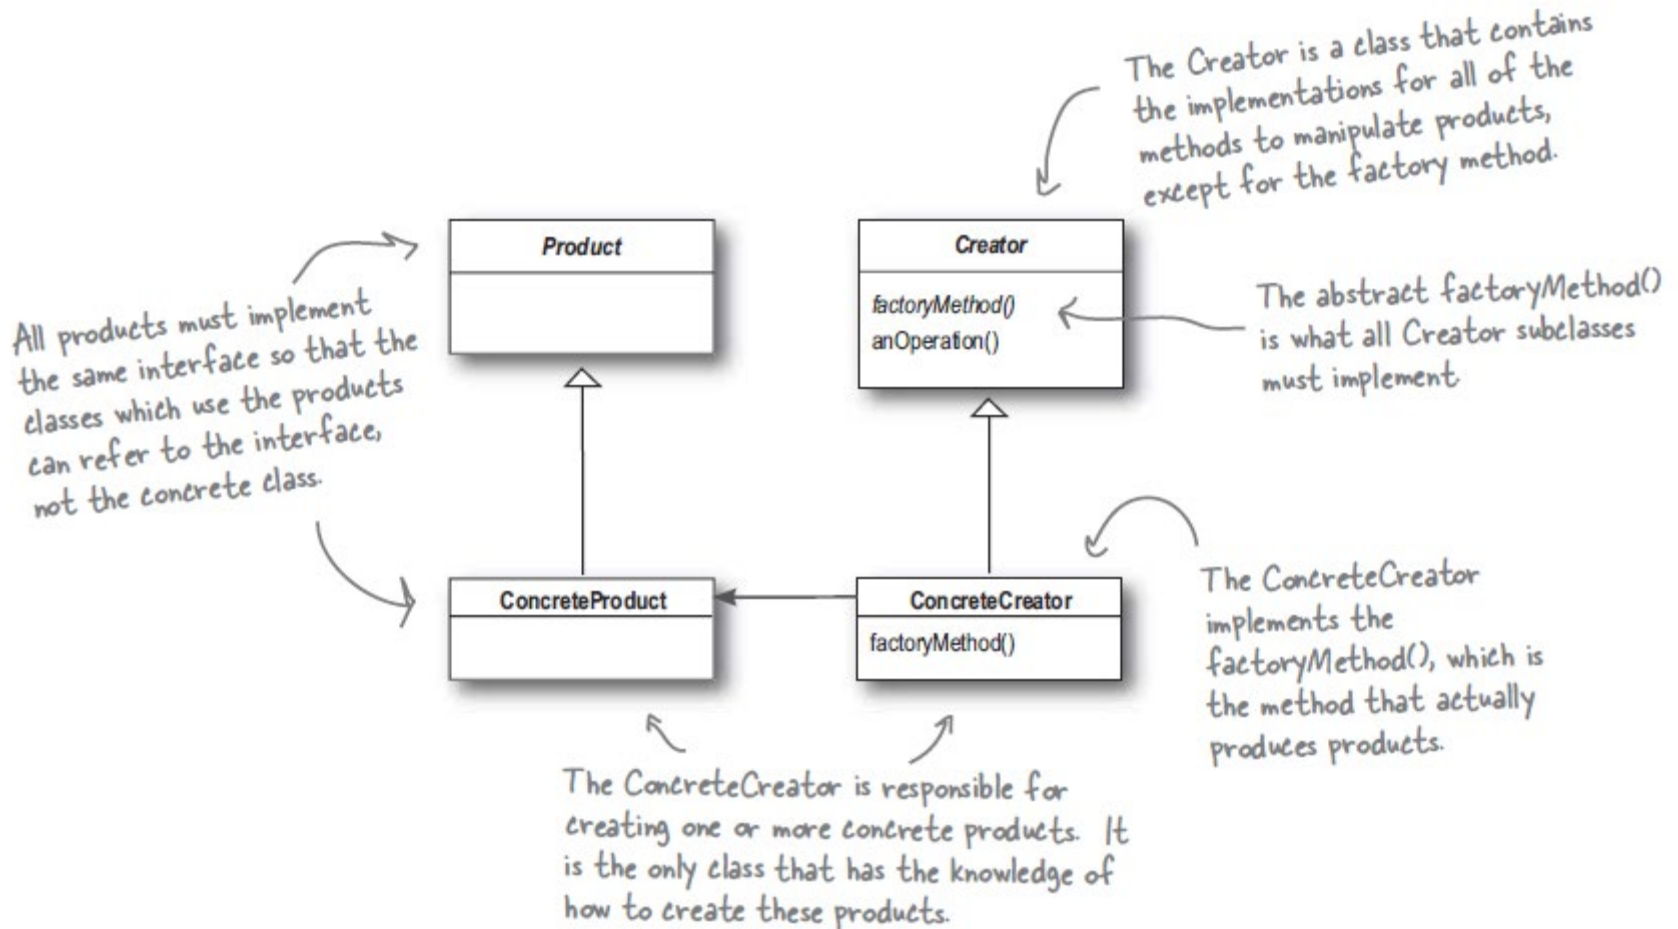 The Creator is a class that contains
the implementations for all of the
methods to manipulate products,
except for the factory method.
Product
Creator
factoryMethod()
anOperation()
The abstract factoryMethod()
is what all Creator subclasses
must implement.
All products must implement
the same interface so that the
classes which use the products
can refer to the interface,
not the concrete class.
ConcreteProduct
ConcreteCreator
factoryMethod()
The ConcreteCreator
implements the
factoryMethod(), which is
the method that actually
produces products.
The ConcreteCreator is responsible for
creating one or more concrete products. It
is the only class that has the knowledge of
how to create these products.